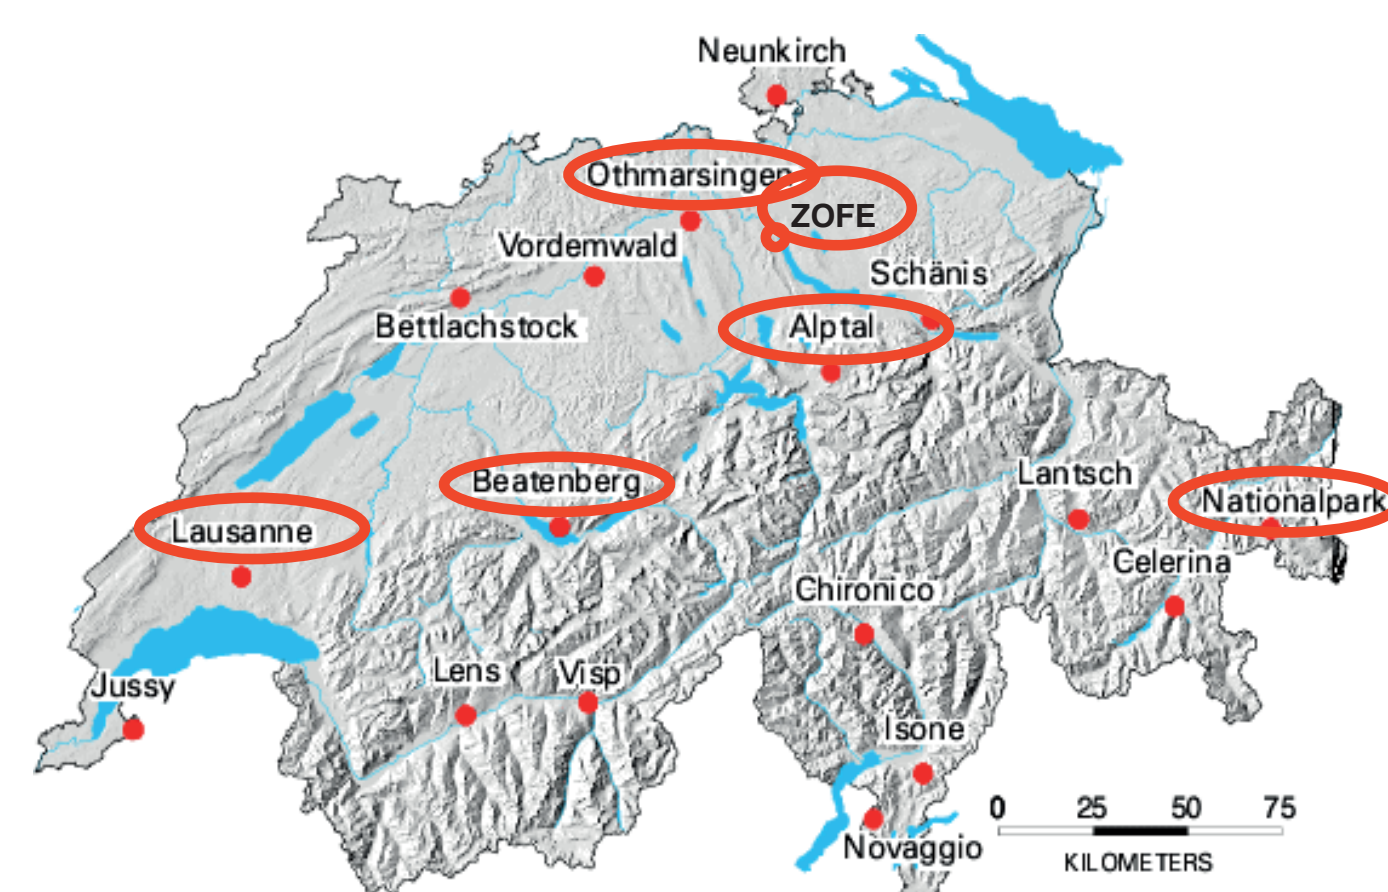 Neunkirch
Othmarsingen
ZOFE
Vordemwald
Schänis
Bettlachstock
Alptal
Beatenberg
Lantsch
Nationalpark
Lausanne
Celerina
Chironico
Lens
Visp
Jussy
Isone
0 25 50 75
Novaggio
KILOMETERS